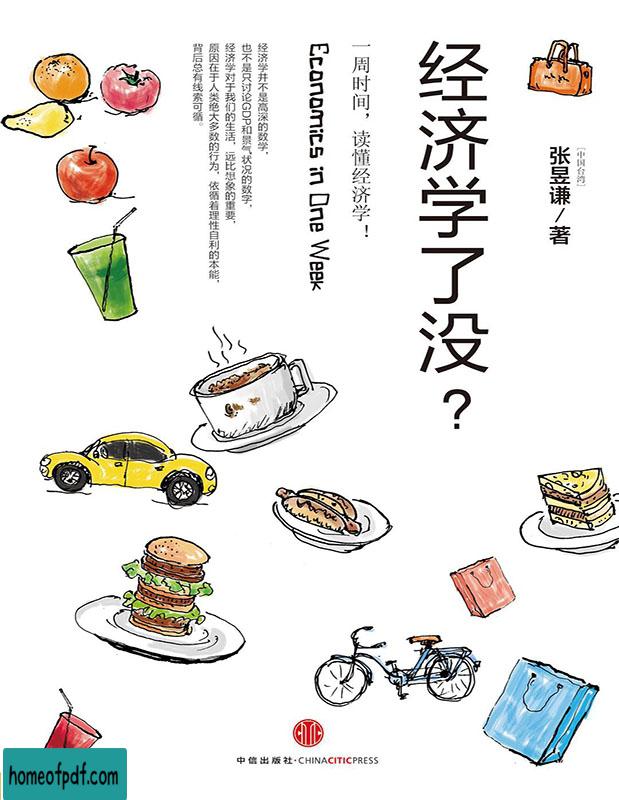 经济学了没?
[中国台湾]
张昱谦/著
一周时间,读懂经济学!
Economics in One Week
经济学并不是高深的数学,
也不是只讨论GDP和景气状况的数字,
经济学对于我们的生活,远比想象的重要,
原因在于人类绝大多数的行为,依循着理性自利的本能,
背后总有线索可循。
中信出版社·CHINACITICPRESS
homeofpdf.com